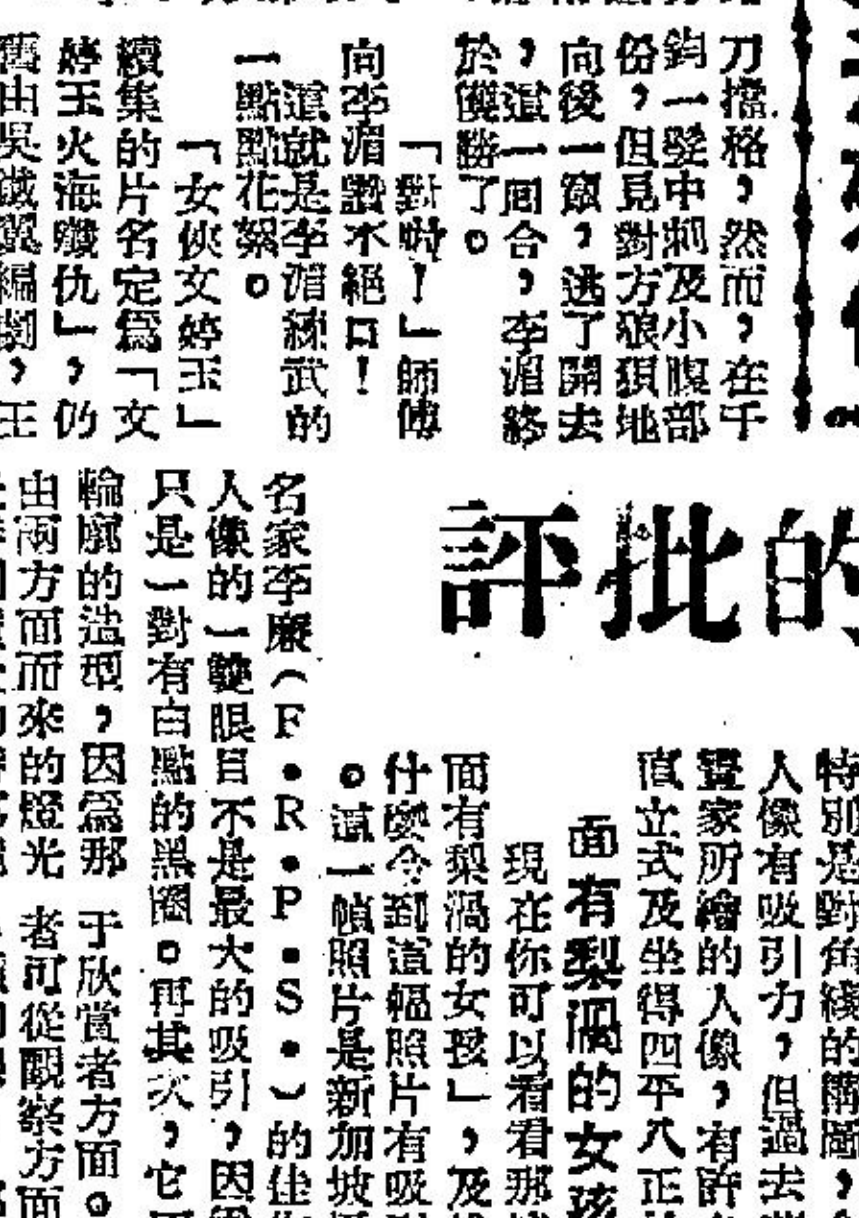 刀擋格，然而，在千
鈞一髮中刺及小腹部
份，但見對方狼狽地
向後一竄，逃了開去
，這一回合，李湄終
於獲勝了。
「對啦！」師傅
向李湄讚不絕口！
這就是李湄練武的
一點點花絮。
「女俠文婷玉」
續集的片名定爲「文
婷玉火海殲仇」，仍
舊由吳鐵翼編劇，王
的批評
特別是對角綫的構圖，
人像有吸引力，但過去
畫家所繪的人像，有許
直立式及坐得四平八正
面有梨渦的女孩
現在你可以看看那
面有梨渦的女孩」，及
什麼令到這幅照片有吸
。這一幀照片是新加坡
名家李廉（F．R．P．S．）的佳
人像的一雙眼目不是最大的吸引，因
只是一對有白點的黑圈。再其次，它
輪廓的造型，因爲那
由兩方面而來的燈光
于欣賞者方面。
者可從觀察方面